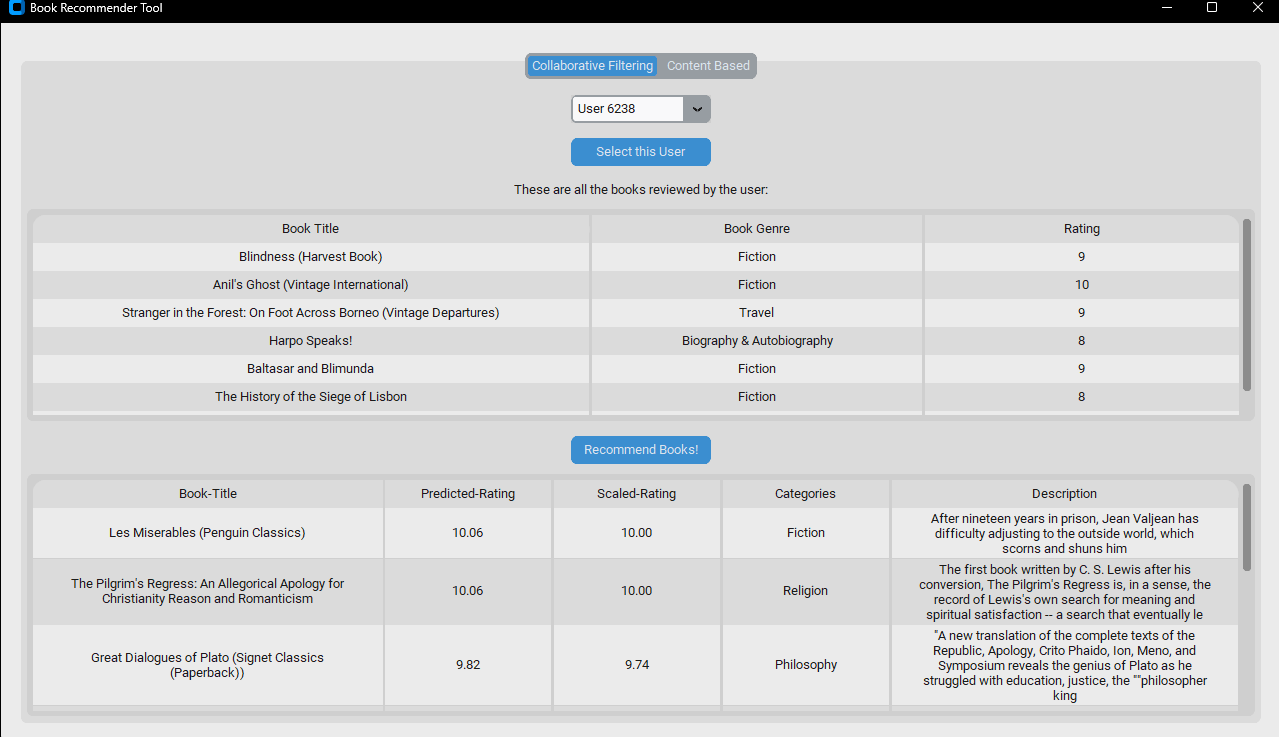 Book Recommender Tool
Collaborative Filtering Content Based
User 6238
Select this User
These are all the books reviewed by the user:
Book Title Book Genre Rating
Blindness (Harvest Book) Fiction 9
Anil's Ghost (Vintage International) Fiction 10
Stranger in the Forest: On Foot Across Borneo (Vintage Departures) Travel 9
Harpo Speaks! Biography & Autobiography 8
Baltasar and Blimunda Fiction 9
The History of the Siege of Lisbon Fiction 8
Recommend Books!
Book-Title Predicted-Rating Scaled-Rating Categories Description
Les Miserables (Penguin Classics) 10.06 10.00 Fiction
After nineteen years in prison, Jean Valjean has
difficulty adjusting to the outside world, which
scorns and shuns him
The Pilgrim's Regress: An Allegorical Apology for
Christianity Reason and Romanticism
10.06 10.00 Religion
The first book written by C. S. Lewis after his
conversion, The Pilgrim's Regress is, in a sense, the
record of Lewis's own search for meaning and
spiritual satisfaction -- a search that eventually le
Great Dialogues of Plato (Signet Classics
(Paperback))
9.82 9.74 Philosophy
"A new translation of the complete texts of the
Republic, Apology, Crito Phaido, Ion, Meno, and
Symposium reveals the genius of Plato as he
struggled with education, justice, the ""philosopher
king